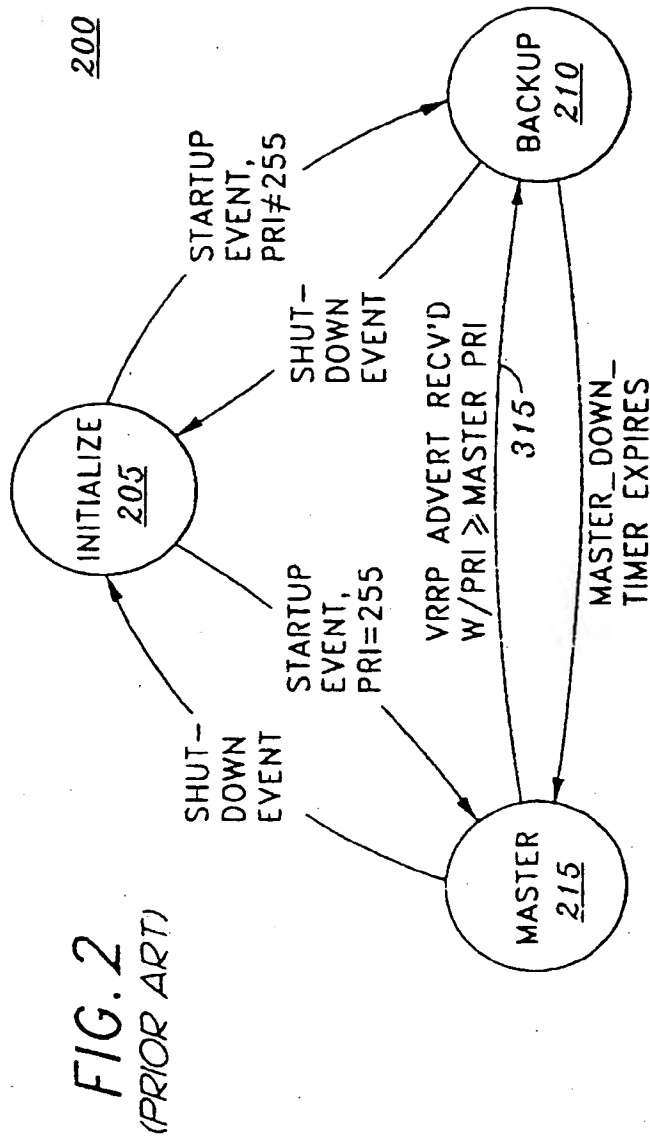 FIG. 2
(PRIOR ART)
200
INITIALIZE
205
SHUT-
DOWN
EVENT
STARTUP
EVENT,
PRI=255
STARTUP
EVENT,
PRI≠255
SHUT-
DOWN
EVENT
MASTER
215
BACKUP
210
VRRP ADVERT RECV'D
W/PRI ⩾ MASTER PRI
315
MASTER_DOWN_
TIMER EXPIRES